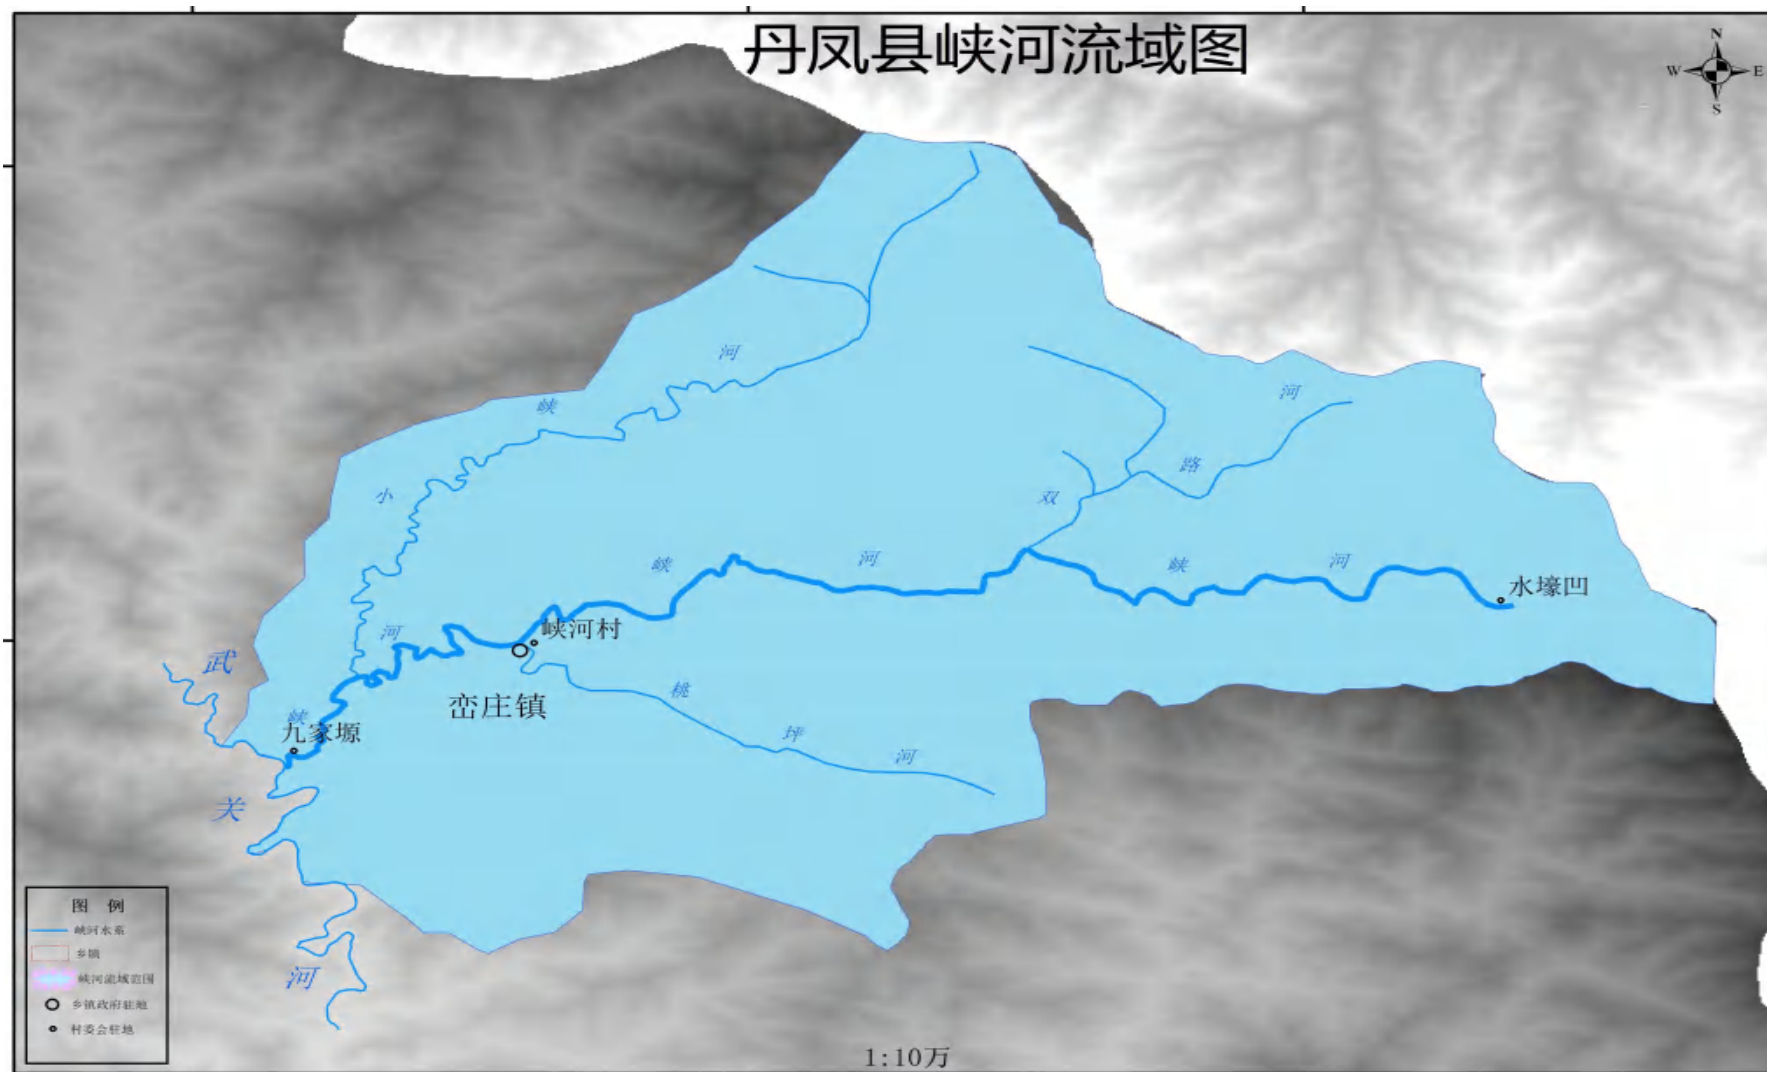 丹凤县峡河流域图
N
W
E
S
河
峡
小
河
路
双
峡
河
峡
河
水壕凹
河
峡河村
武
峦庄镇
桃
峡
九家塬
坪
河
关
河
图 例
峡河水系
乡镇
峡河流域范围
乡镇政府驻地
村委会驻地
1:10万